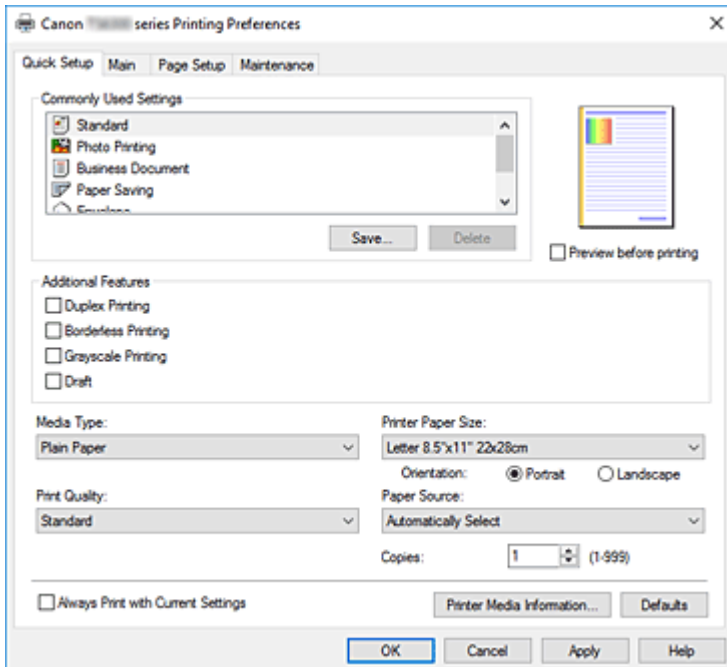 Canon series Printing Preferences
Quick Setup Main Page Setup Maintenance
Commonly Used Settings
Standard
Photo Printing
Business Document
Paper Saving
Envelope
Save... Delete
Preview before printing
Additional Features
Duplex Printing
Borderless Printing
Grayscale Printing
Draft
Media Type:
Plain Paper
Printer Paper Size:
Letter 8.5"x11" 22x28cm
Orientation: Portrait Landscape
Print Quality:
Standard
Paper Source:
Automatically Select
Copies: 1 (1-999)
Always Print with Current Settings
Printer Media Information... Defaults
OK Cancel Apply Help